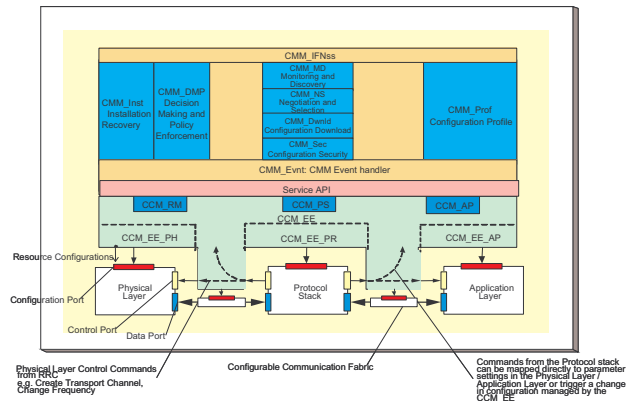 CMM_IFNss
CMM_MD
Monitoring and
Discovery
CMM_Inst
Installation
Recovery
CMM_DMP
Decision
Making and
Policy
Enforcement
CMM_NS
Negotiation and
Selection
CMM_Dwnld
Configuration Download
CMM_Sec
Configuration Security
CMM_Prof
Configuration Profile
CMM_Evnt: CMM Event handler
Service API
CCM_RM
CCM_PS
CCM_AP
CCM_EE
CCM_EE_PH
CCM_EE_PR
CCM_EE_AP
Resource Configurations
Physical
Layer
Protocol
Stack
Application
Layer
Configuration Port
Control Port
Data Port
Physical Layer Control Commands
from RRC
e.g. Create Transport Channel,
Change Frequency
Configurable Communication Fabric
Commands from the Protocol stack
can be mapped directly to parameter
settings in the Physical Layer /
Application Layer or trigger a change
in configuration managed by the
CCM_EE